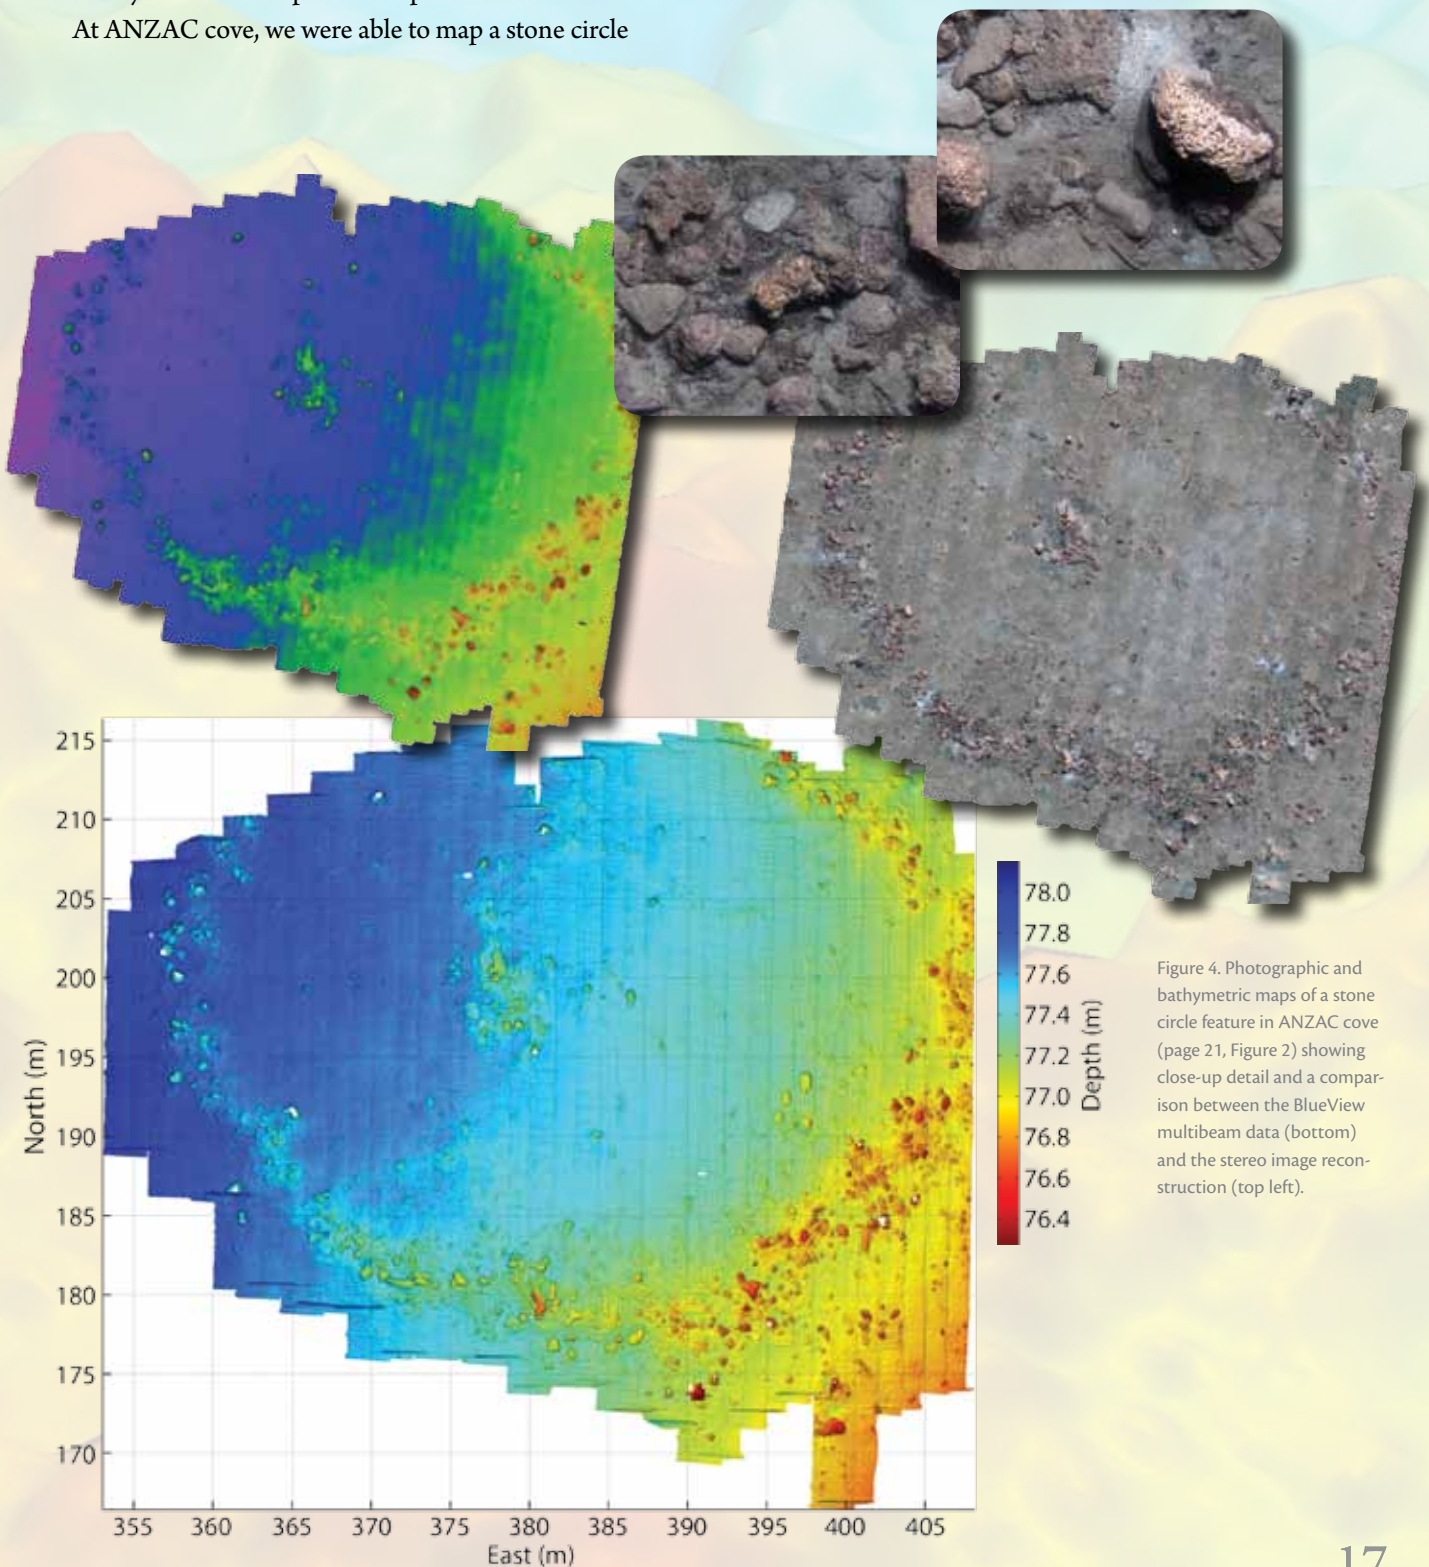 At ANZAC cove, we were able to map a stone circle
215
210
205
200
195
190
185
180
175
170
North (m)
355 360 365 370 375 380 385 390 395 400 405
East (m)
78.0
77.8
77.6
77.4
77.2
77.0
76.8
76.6
76.4
Depth (m)
Figure 4. Photographic and
bathymetric maps of a stone
circle feature in ANZAC cove
(page 21, Figure 2) showing
close-up detail and a compar-
ison between the BlueView
multibeam data (bottom)
and the stereo image recon-
struction (top left).
17